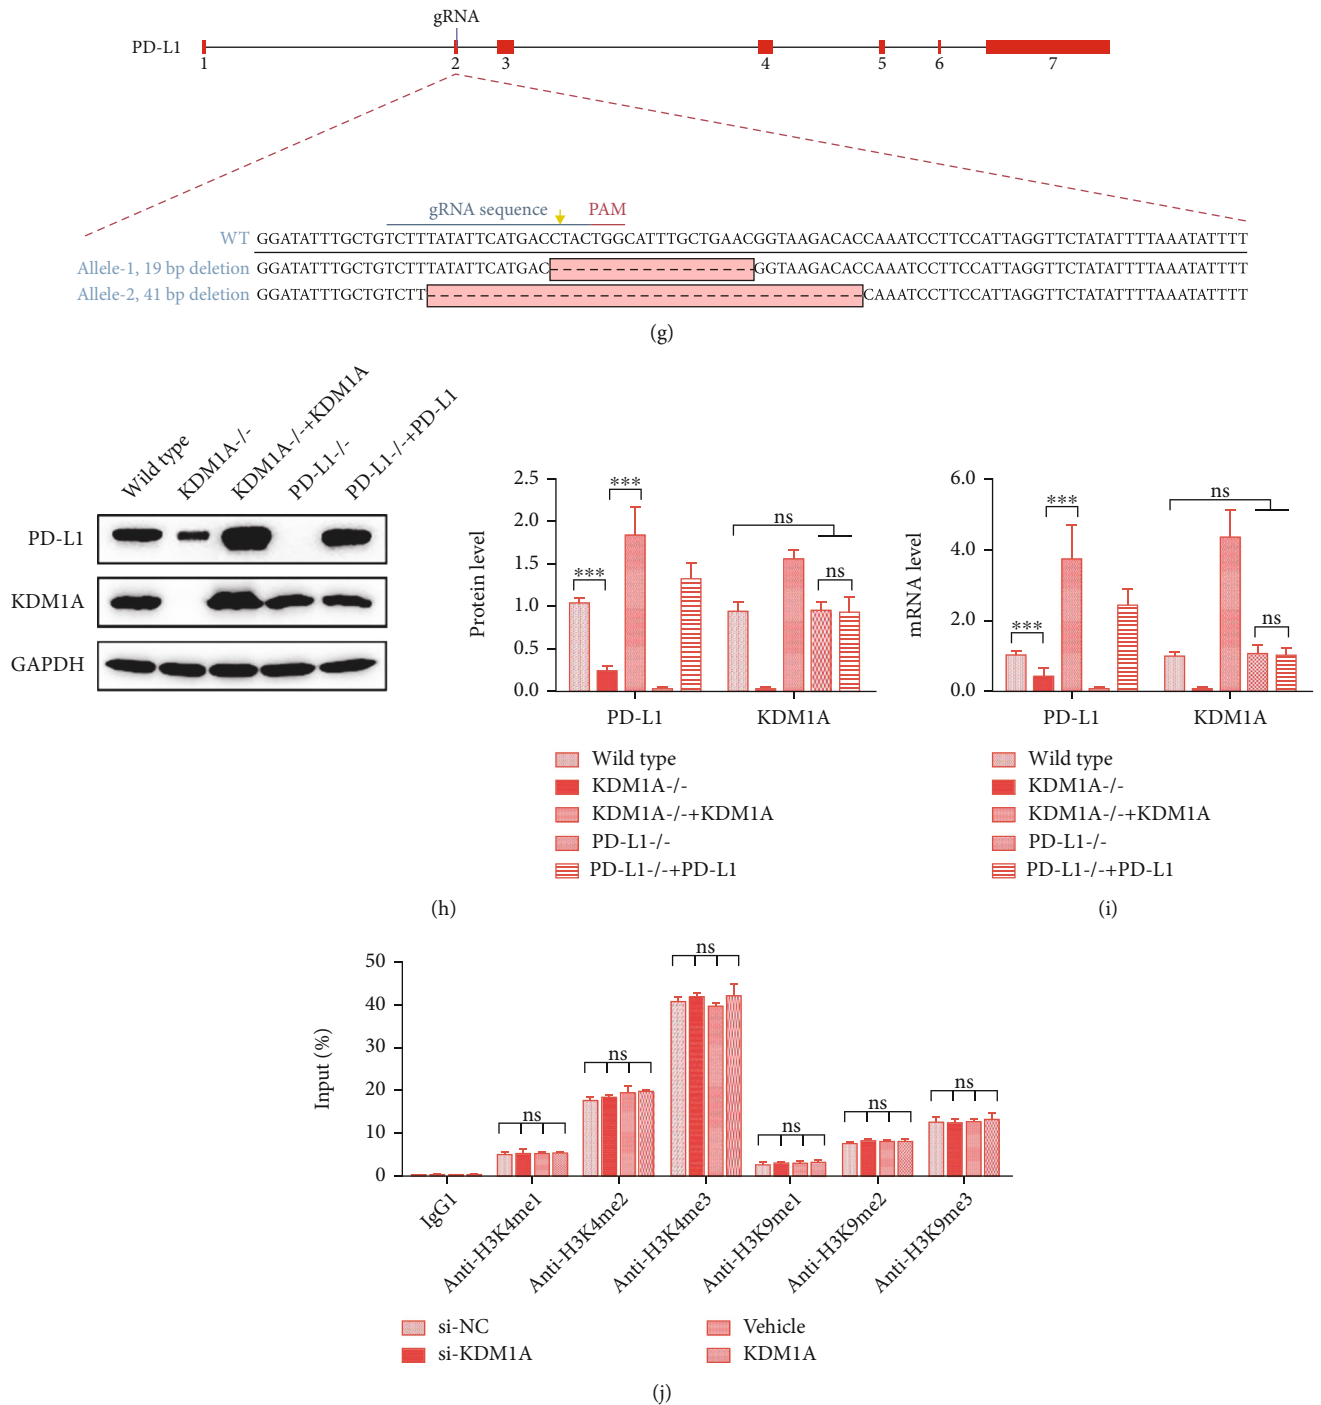 gRNA
PD-L1
1 2 3 4 5 6 7
gRNA sequence PAM
WT GGATATTTGCTGTCTTTATATTCATGACCTACTGGCATTTGCTGAACGGTAAGACACCAAATCCTTCCATTAGGTTCTATATTTTAAATATTTT
Allele-1, 19 bp deletion GGATATTTGCTGTCTTTATATTCATGAC-------------------GGTAAGACACCAAATCCTTCCATTAGGTTCTATATTTTAAATATTTT
Allele-2, 41 bp deletion GGATATTTGCTGTCTT-----------------------------------------CAAATCCTTCCATTAGGTTCTATATTTTAAATATTTT
(g)
Wild type
KDM1A-/-
KDM1A-/-+KDM1A
PD-L1-/-
PD-L1-/-+PD-L1
PD-L1
KDM1A
GAPDH
Protein level
2.5
2.0
1.5
1.0
0.5
0.0
***
***
ns
ns
PD-L1
KDM1A
Wild type
KDM1A-/-
KDM1A-/-+KDM1A
PD-L1-/-
PD-L1-/-+PD-L1
(h)
mRNA level
6.0
4.0
2.0
0.0
***
***
ns
ns
PD-L1
KDM1A
Wild type
KDM1A-/-
KDM1A-/-+KDM1A
PD-L1-/-
PD-L1-/-+PD-L1
(i)
Input (%)
50
40
30
20
10
0
ns
ns
ns
ns
ns
ns
IgG1
Anti-H3K4me1
Anti-H3K4me2
Anti-H3K4me3
Anti-H3K9me1
Anti-H3K9me2
Anti-H3K9me3
si-NC
si-KDM1A
Vehicle
KDM1A
(j)